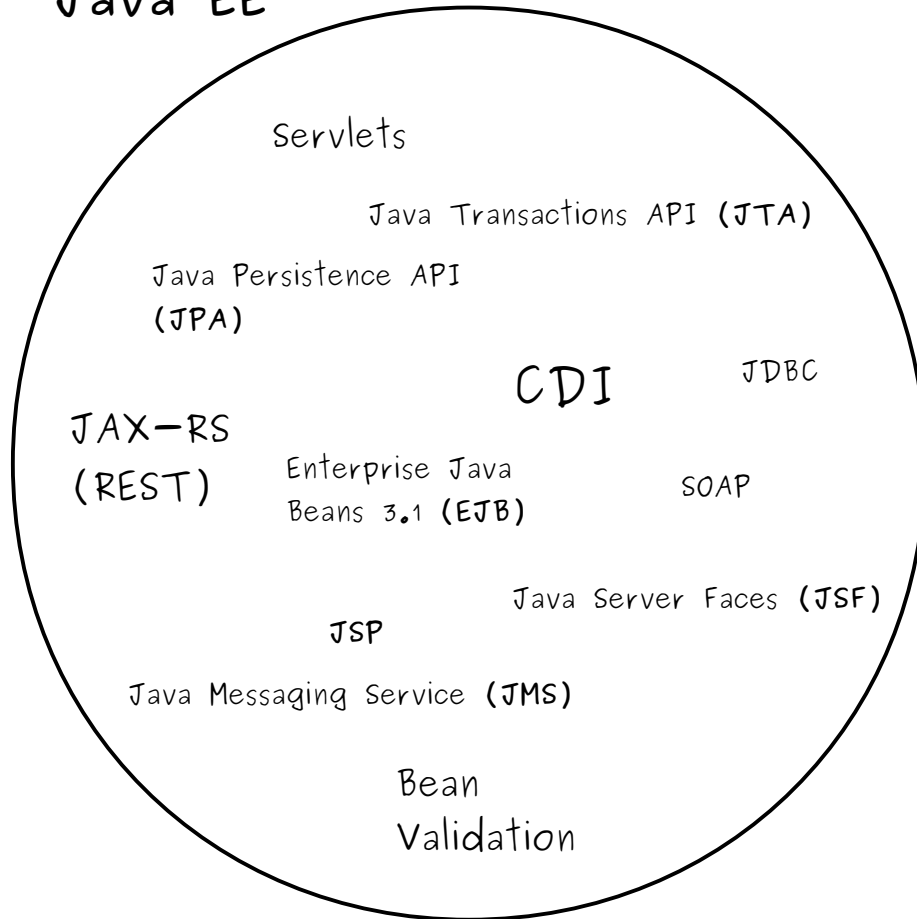 Java EE
Servlets
Java Transactions API (JTA)
Java Persistence API
(JPA)
CDI
JDBC
JAX-RS
(REST)
Enterprise Java
Beans 3.1 (EJB)
SOAP
Java Server Faces (JSF)
JSP
Java Messaging Service (JMS)
Bean
Validation